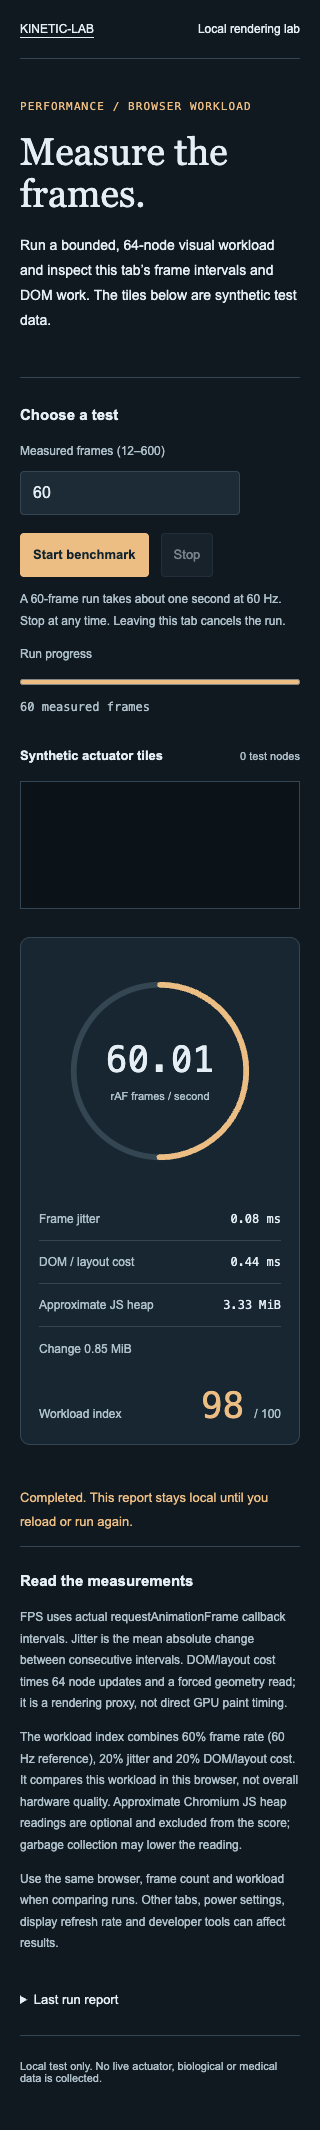 KINETIC-LAB
Local rendering lab
PERFORMANCE / BROWSER WORKLOAD
Measure the
frames.
Run a bounded, 64-node visual workload
and inspect this tab’s frame intervals and
DOM work. The tiles below are synthetic test
data.
Choose a test
Measured frames (12–600)
60
Start benchmark
Stop
A 60-frame run takes about one second at 60 Hz.
Stop at any time. Leaving this tab cancels the run.
Run progress
60 measured frames
Synthetic actuator tiles
0 test nodes
60.01
rAF frames / second
Frame jitter
0.08 ms
DOM / layout cost
0.44 ms
Approximate JS heap
3.33 MiB
Change 0.85 MiB
Workload index
98 / 100
Completed. This report stays local until you
reload or run again.
Read the measurements
FPS uses actual requestAnimationFrame callback
intervals. Jitter is the mean absolute change
between consecutive intervals. DOM/layout cost
times 64 node updates and a forced geometry read;
it is a rendering proxy, not direct GPU paint timing.
The workload index combines 60% frame rate (60
Hz reference), 20% jitter and 20% DOM/layout cost.
It compares this workload in this browser, not overall
hardware quality. Approximate Chromium JS heap
readings are optional and excluded from the score;
garbage collection may lower the reading.
Use the same browser, frame count and workload
when comparing runs. Other tabs, power settings,
display refresh rate and developer tools can affect
results.
Last run report
Local test only. No live actuator, biological or medical
data is collected.